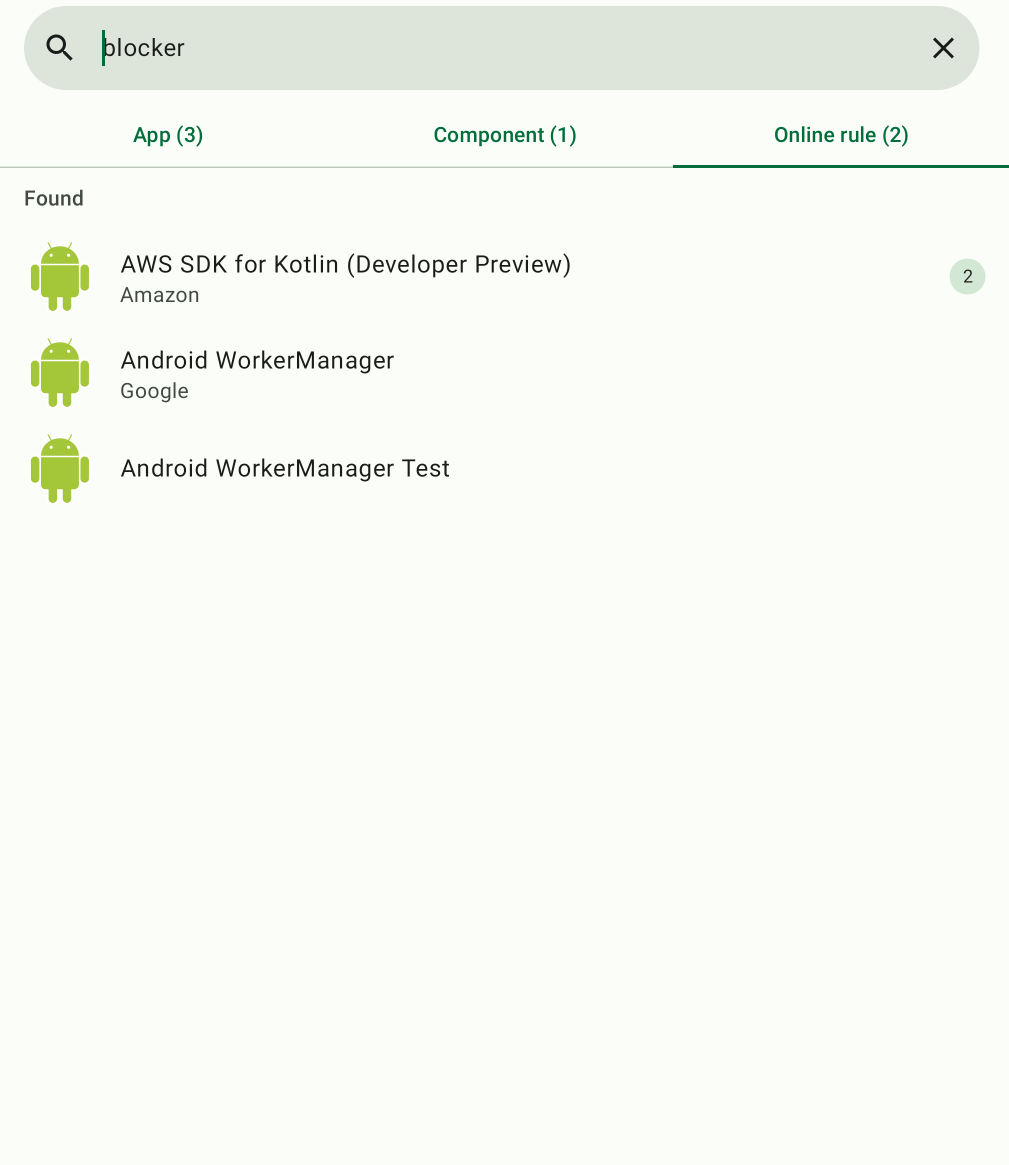 blocker
App (3)
Component (1)
Online rule (2)
Found
AWS SDK for Kotlin (Developer Preview)
Amazon
2
Android WorkerManager
Google
Android WorkerManager Test